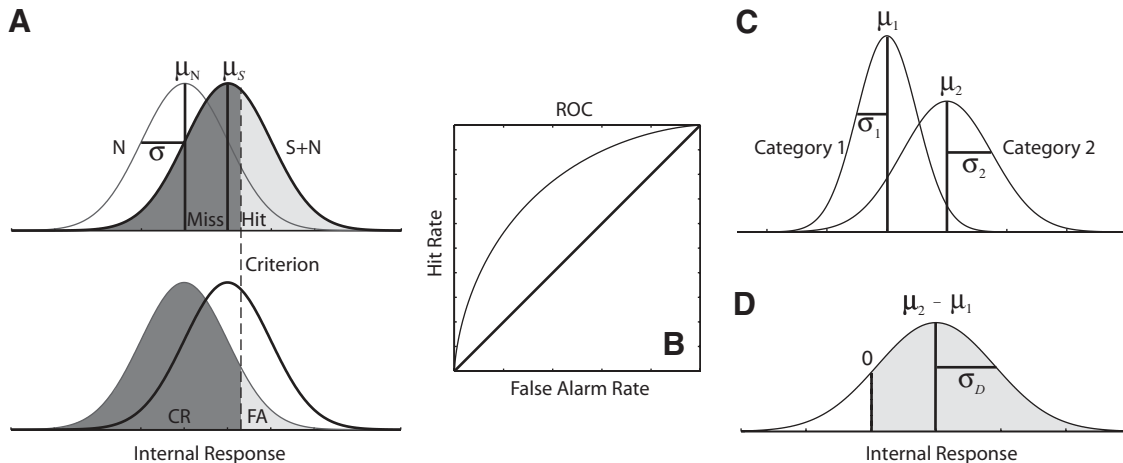 A
μN μS
N σ S+N
Miss Hit
Criterion
CR FA
Internal Response
ROC
Hit Rate
B
False Alarm Rate
C
μ1
μ2
σ1
Category 1
σ2
Category 2
D
μ2 - μ1
0
σD
Internal Response